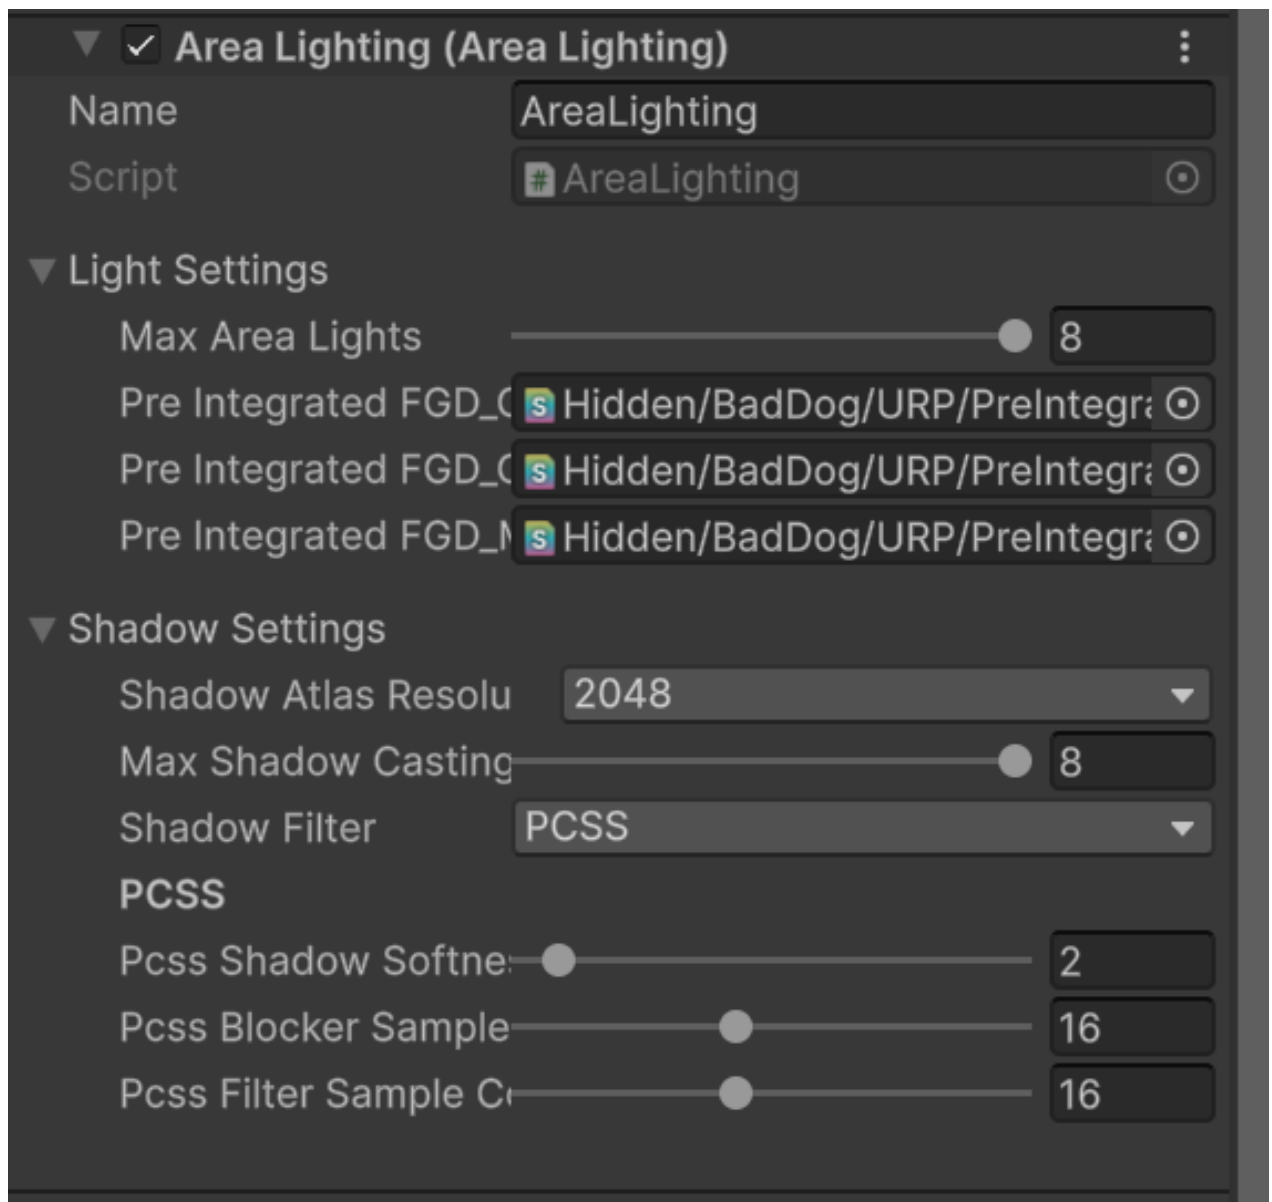 Area Lighting (Area Lighting)
Name AreaLighting
Script # AreaLighting
Light Settings
Max Area Lights 8
Pre Integrated FGD_ Hidden/BadDog/URP/PreIntegra
Pre Integrated FGD_ Hidden/BadDog/URP/PreIntegra
Pre Integrated FGD_ Hidden/BadDog/URP/PreIntegra
Shadow Settings
Shadow Atlas Resolu 2048
Max Shadow Casting 8
Shadow Filter PCSS
PCSS
Pcss Shadow Softne 2
Pcss Blocker Sample 16
Pcss Filter Sample C 16